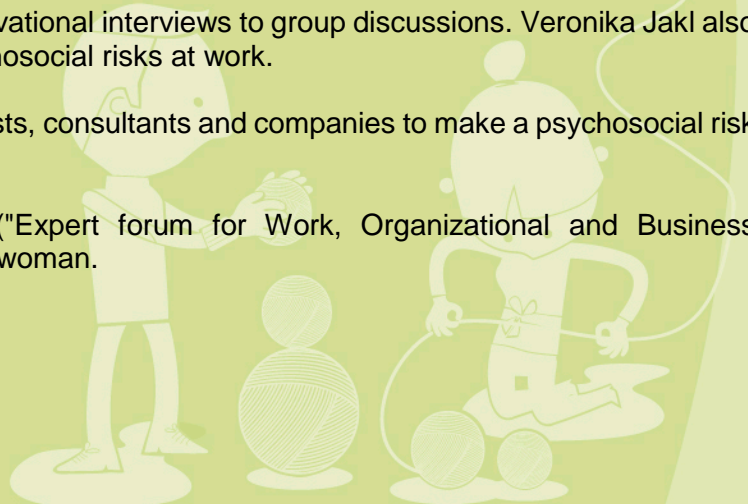 vational interviews to group discussions. Veronika Jakl also
osocial risks at work.
sts, consultants and companies to make a psychosocial risk
("Expert forum for Work, Organizational and Business
woman.